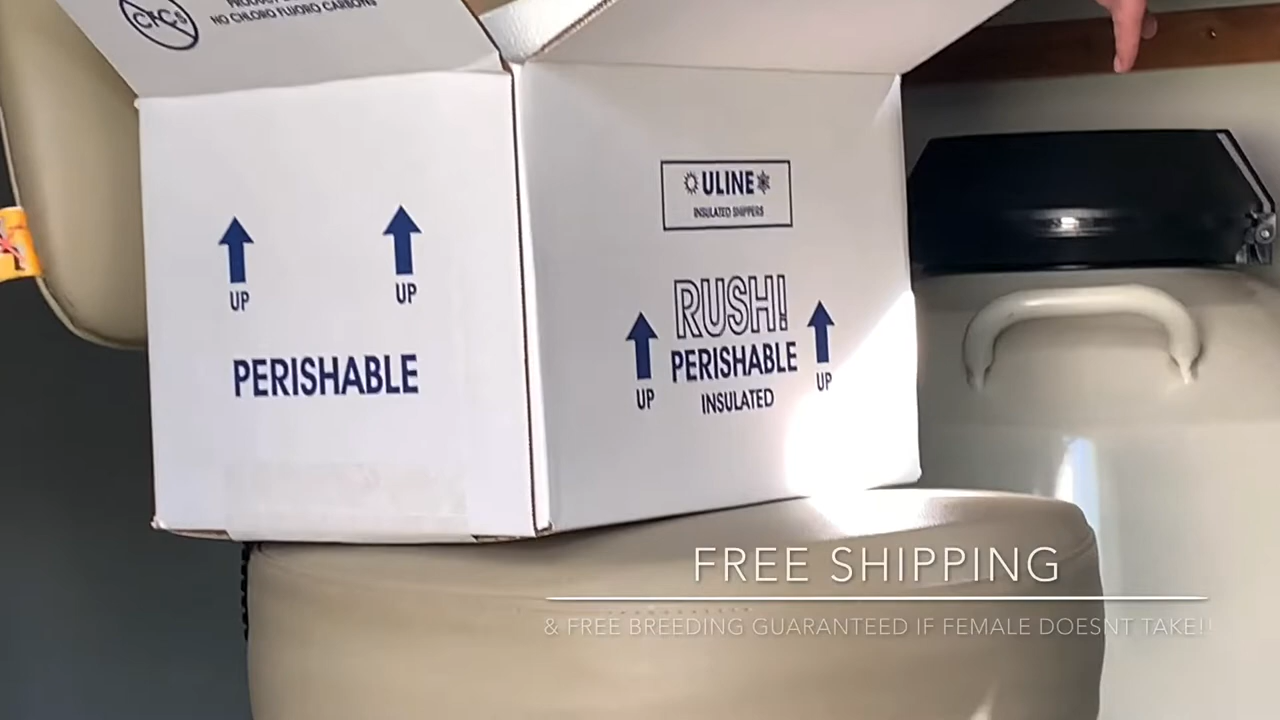 CFCs
NO CHLORO FLUORO CARBONS
UP
UP
PERISHABLE
ULINE
INSULATED SHIPPERS
RUSH!
UP
PERISHABLE
UP
INSULATED
FREE SHIPPING
& FREE BREEDING GUARANTEED IF FEMALE DOESNT TAKE!!